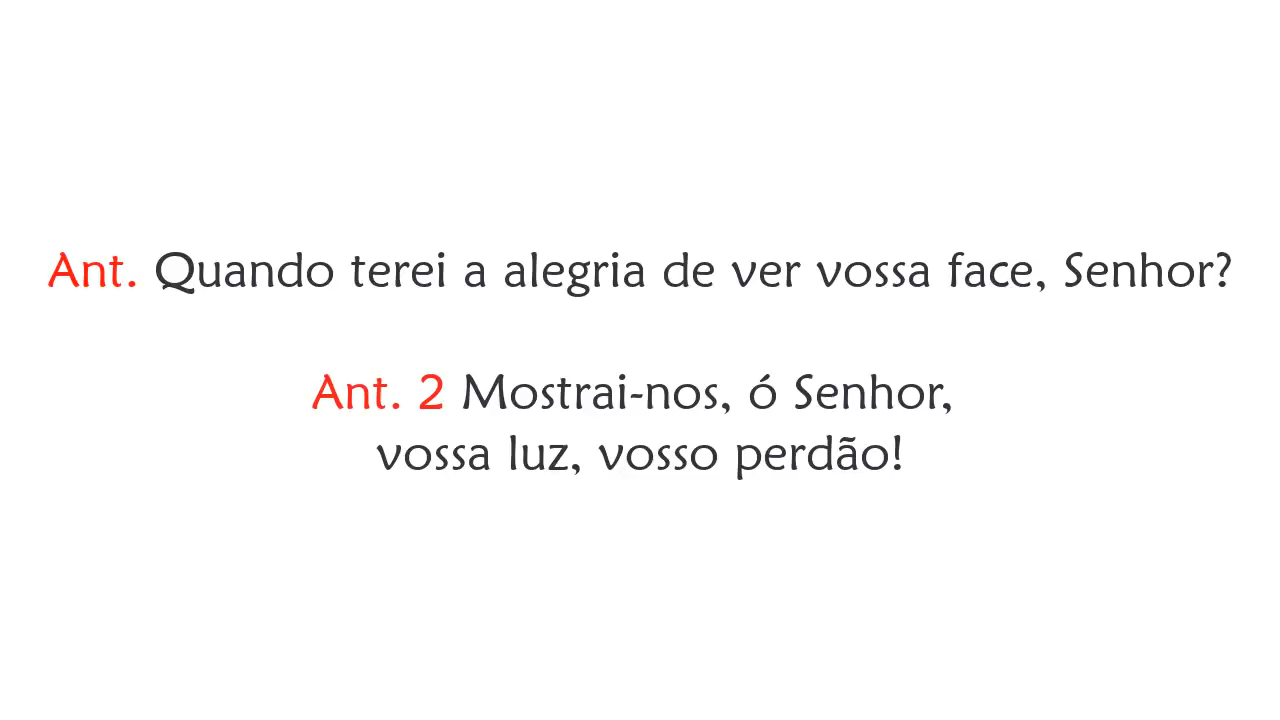 Ant. Quando terei a alegria de ver vossa face, Senhor?
Ant. 2 Mostrai-nos, ó Senhor,
vossa luz, vosso perdão!